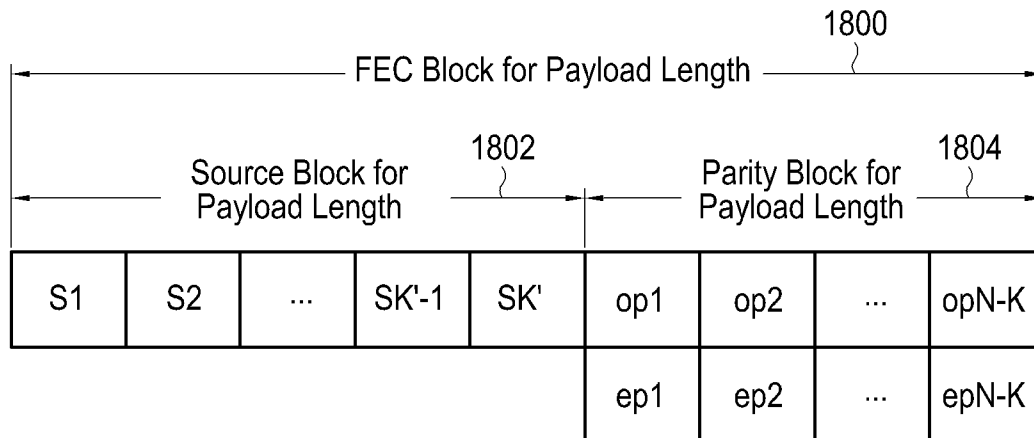 1800
FEC Block for Payload Length
1802
1804
Source Block for
Payload Length
Parity Block for
Payload Length
S1 S2 ... SK'-1 SK' op1 op2 ... opN-K
ep1 ep2 ... epN-K